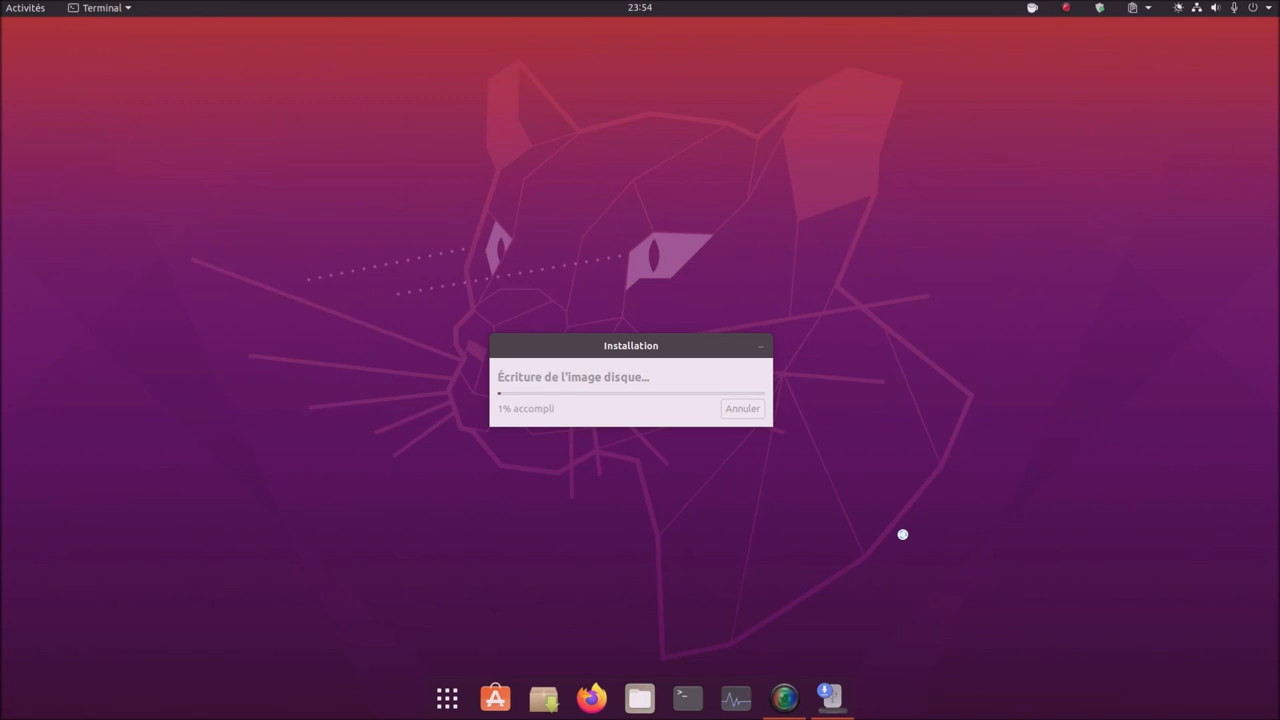 Activités
Terminal
23:54
Installation
Écriture de l'image disque...
1% accompli
Annuler